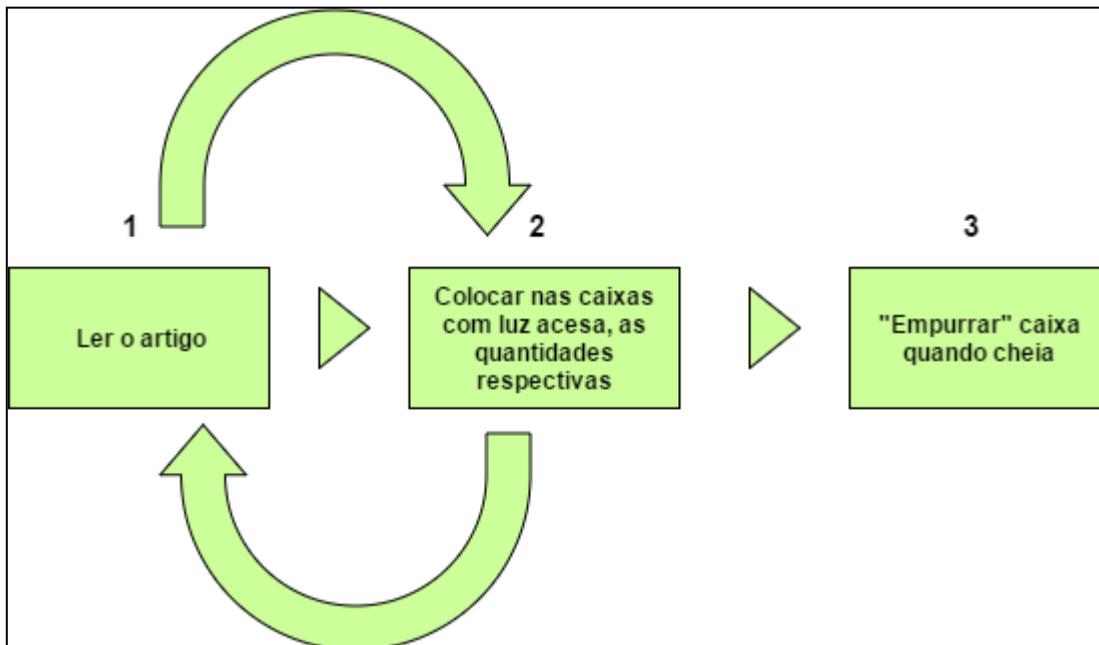 1
2
3
Ler o artigo
Colocar nas caixas
com luz acesa, as
quantidades
respectivas
"Empurrar" caixa
quando cheia